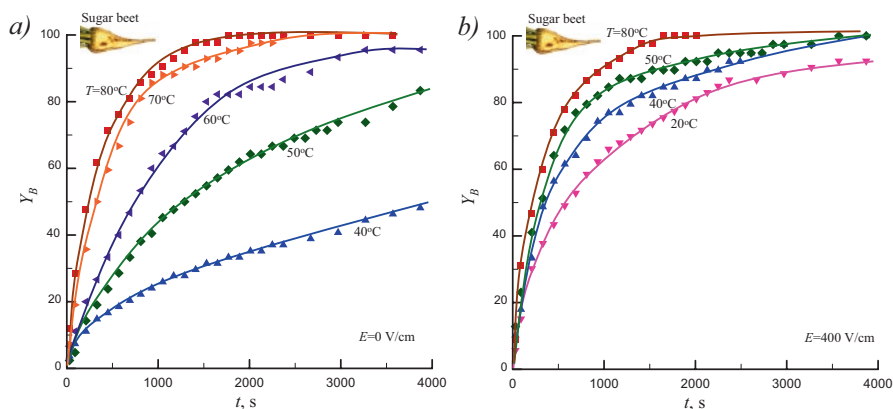 a)
Sugar beet
T=80°C
70°C
60°C
50°C
40°C
E=0 V/cm
Y_B
100
80
60
40
20
0
0 1000 2000 3000 4000
t, s
b)
Sugar beet
T=80°C
50°C
40°C
20°C
E=400 V/cm
Y_B
100
80
60
40
20
0
0 1000 2000 3000 4000
t, s